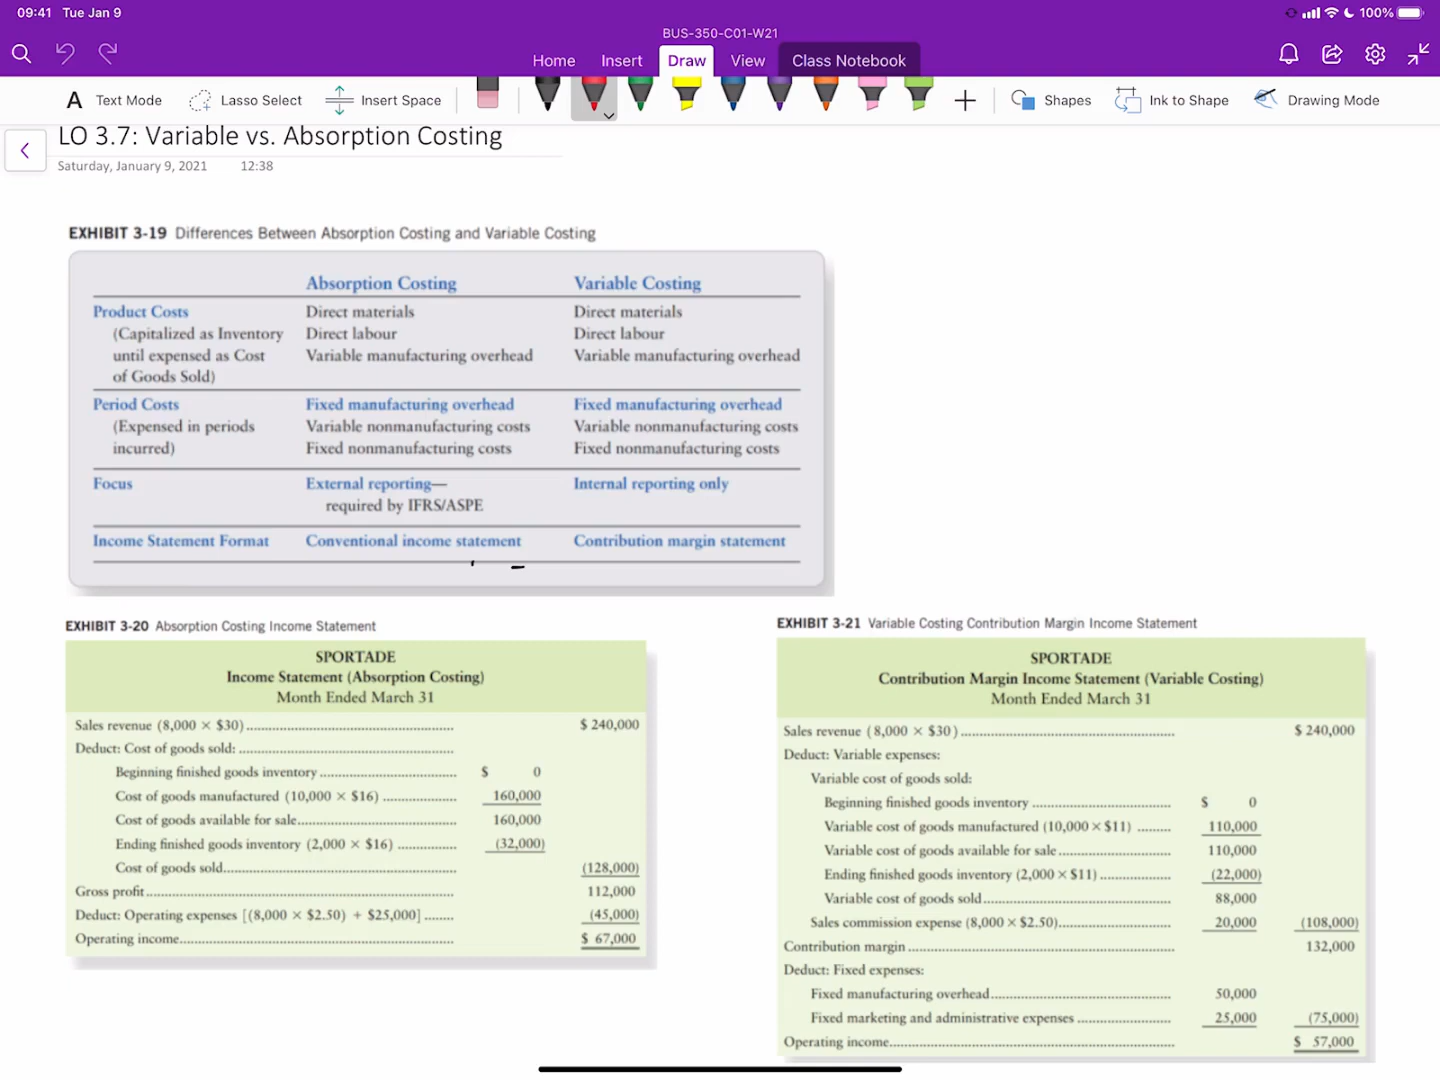 09:41 Tue Jan 9
100%
BUS-350-C01-W21
Home Insert Draw View Class Notebook
A Text Mode Lasso Select Insert Space Shapes Ink to Shape Drawing Mode
LO 3.7: Variable vs. Absorption Costing
Saturday, January 9, 2021 12:38
EXHIBIT 3-19 Differences Between Absorption Costing and Variable Costing
Absorption Costing Variable Costing
Product Costs Direct materials Direct materials
(Capitalized as Inventory Direct labour Direct labour
until expensed as Cost Variable manufacturing overhead Variable manufacturing overhead
of Goods Sold)
Period Costs Fixed manufacturing overhead Fixed manufacturing overhead
(Expensed in periods Variable nonmanufacturing costs Variable nonmanufacturing costs
incurred) Fixed nonmanufacturing costs Fixed nonmanufacturing costs
Focus External reporting— Internal reporting only
required by IFRS/ASPE
Income Statement Format Conventional income statement Contribution margin statement
EXHIBIT 3-20 Absorption Costing Income Statement
SPORTADE
Income Statement (Absorption Costing)
Month Ended March 31
Sales revenue (8,000 × $30) $ 240,000
Deduct: Cost of goods sold:
Beginning finished goods inventory $ 0
Cost of goods manufactured (10,000 × $16) 160,000
Cost of goods available for sale 160,000
Ending finished goods inventory (2,000 × $16) (32,000)
Cost of goods sold (128,000)
Gross profit 112,000
Deduct: Operating expenses [(8,000 × $2.50) + $25,000] (45,000)
Operating income $ 67,000
EXHIBIT 3-21 Variable Costing Contribution Margin Income Statement
SPORTADE
Contribution Margin Income Statement (Variable Costing)
Month Ended March 31
Sales revenue (8,000 × $30) $ 240,000
Deduct: Variable expenses:
Variable cost of goods sold:
Beginning finished goods inventory $ 0
Variable cost of goods manufactured (10,000 × $11) 110,000
Variable cost of goods available for sale 110,000
Ending finished goods inventory (2,000 × $11) (22,000)
Variable cost of goods sold 88,000
Sales commission expense (8,000 × $2.50) 20,000 (108,000)
Contribution margin 132,000
Deduct: Fixed expenses:
Fixed manufacturing overhead 50,000
Fixed marketing and administrative expenses 25,000 (75,000)
Operating income $ 57,000